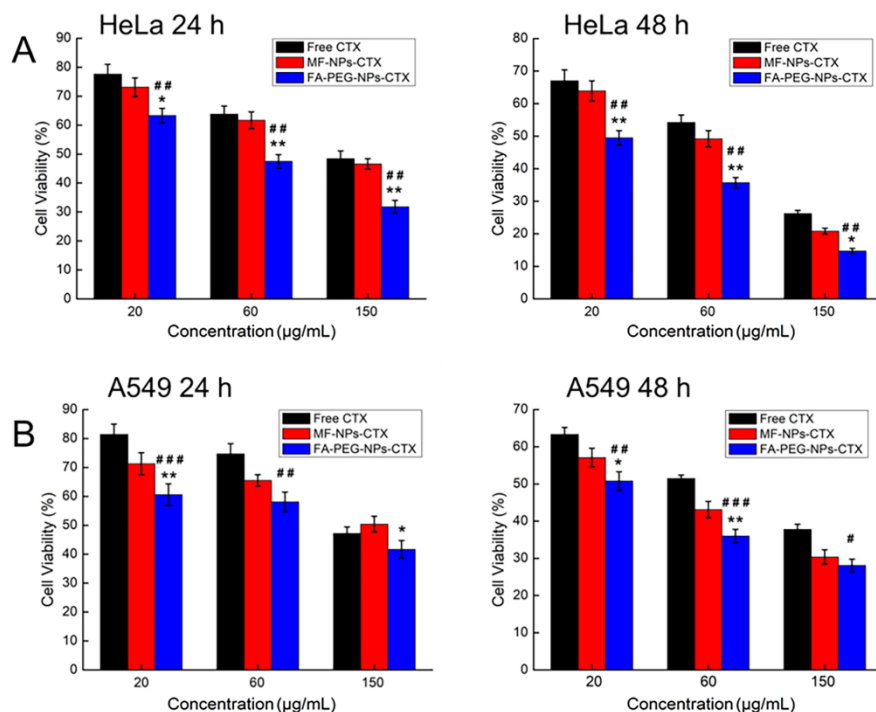 A
HeLa 24 h
Cell Viability (%)
90
80
70
60
50
40
30
20
10
0
Free CTX
MF-NPs-CTX
FA-PEG-NPs-CTX
##
*
##
**
##
**
20 60 150
Concentration (µg/mL)
HeLa 48 h
Cell Viability (%)
80
70
60
50
40
30
20
10
0
Free CTX
MF-NPs-CTX
FA-PEG-NPs-CTX
##
**
##
**
##
*
20 60 150
Concentration (µg/mL)
B
A549 24 h
Cell Viability (%)
90
80
70
60
50
40
30
20
10
0
Free CTX
MF-NPs-CTX
FA-PEG-NPs-CTX
###
**
##
*
20 60 150
Concentration (µg/mL)
A549 48 h
Cell Viability (%)
70
60
50
40
30
20
10
0
Free CTX
MF-NPs-CTX
FA-PEG-NPs-CTX
##
*
###
**
#
20 60 150
Concentration (µg/mL)